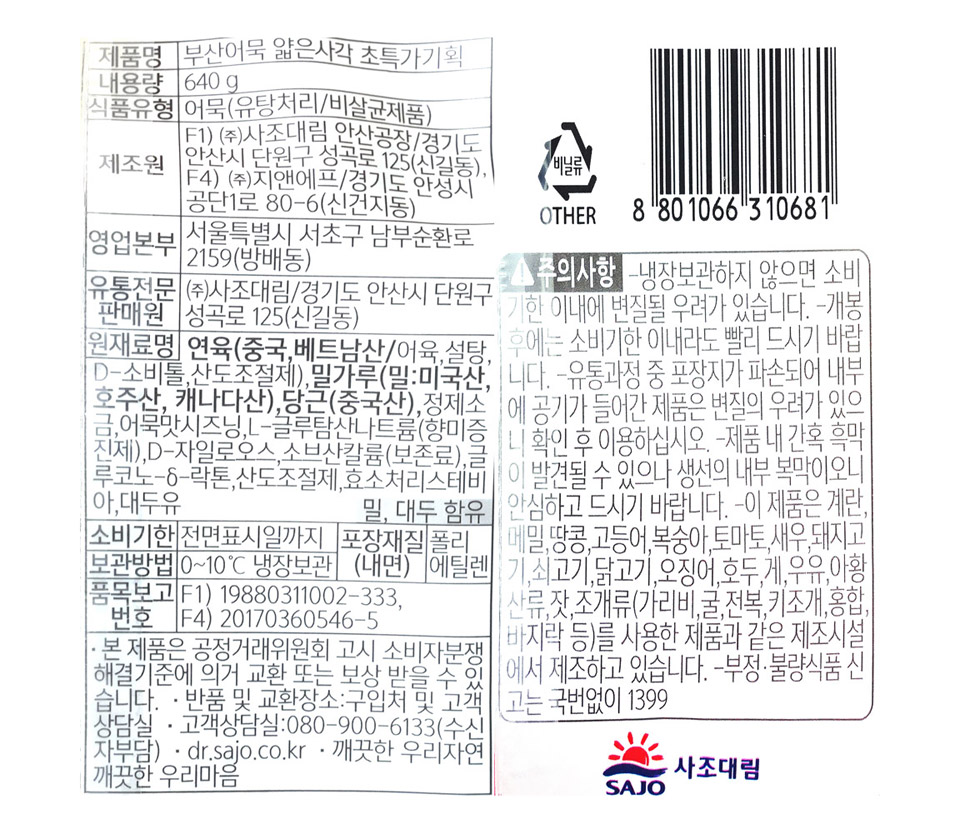 제품명 부산어묵 얇은사각 초특가기획
내용량 640 g
식품유형 어묵(유탕처리/비살균제품)
제조원 F1) (주)사조대림 안산공장/경기도
안산시 단원구 성곡로 125(신길동),
F4) (주)지앤에프/경기도 안성시
공단1로 80-6(신건지동)
영업본부 서울특별시 서초구 남부순환로
2159(방배동)
유통전문
판매원
(주)사조대림/경기도 안산시 단원구
성곡로 125(신길동)
원재료명 연육(중국,베트남산/어육,설탕,
D-소비톨,산도조절제),밀가루(밀:미국산,
호주산, 캐나다산),당근(중국산),정제소
금,어묵맛시즈닝,L-글루탐산나트륨(향미증
진제),D-자일로오스,소브산칼륨(보존료),글
루코노-δ-락톤,산도조절제,효소처리스테비
아,대두유
밀, 대두 함유
소비기한 전면표시일까지
보관방법 0~10℃ 냉장보관
포장재질
(내면)
폴리
에틸렌
품목보고
번호
F1) 19880311002-333,
F4) 20170360546-5
·본 제품은 공정거래위원회 고시 소비자분쟁
해결기준에 의거 교환 또는 보상 받을 수 있
습니다. ·반품 및 교환장소:구입처 및 고객
상담실 ·고객상담실:080-900-6133(수신
자부담) ·dr.sajo.co.kr ·깨끗한 우리자연
깨끗한 우리마음
비닐류
OTHER
8 801066 310681
주의사항 -냉장보관하지 않으면 소비
기한 이내에 변질될 우려가 있습니다. -개봉
후에는 소비기한 이내라도 빨리 드시기 바랍
니다. -유통과정 중 포장지가 파손되어 내부
에 공기가 들어간 제품은 변질의 우려가 있으
니 확인 후 이용하십시오. -제품 내 간혹 흑막
이 발견될 수 있으나 생선의 내부 복막이오니
안심하고 드시기 바랍니다. -이 제품은 계란,
메밀,땅콩,고등어,복숭아,토마토,새우,돼지고
기,쇠고기,닭고기,오징어,호두,게,우유,아황
산류,잣,조개류(가리비,굴,전복,키조개,홍합,
바지락 등)를 사용한 제품과 같은 제조시설
에서 제조하고 있습니다. -부정·불량식품 신
고는 국번없이 1399
SAJO 사조대림